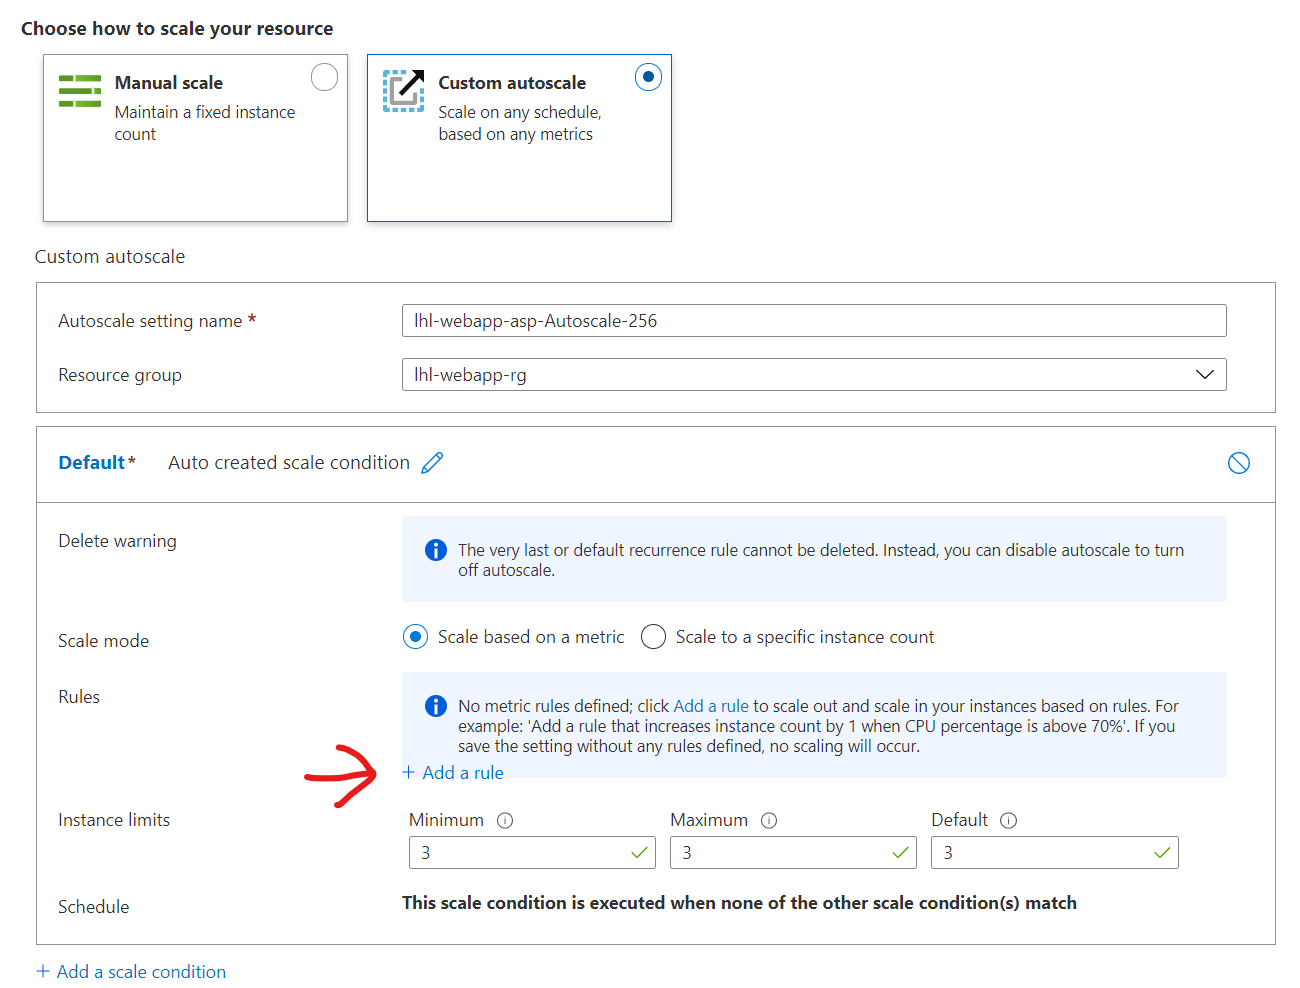 Choose how to scale your resource
Manual scale
Maintain a fixed instance
count
Custom autoscale
Scale on any schedule,
based on any metrics
Custom autoscale
Autoscale setting name *
lhl-webapp-asp-Autoscale-256
Resource group
lhl-webapp-rg
Default* Auto created scale condition
Delete warning
The very last or default recurrence rule cannot be deleted. Instead, you can disable autoscale to turn
off autoscale.
Scale mode
Scale based on a metric Scale to a specific instance count
Rules
No metric rules defined; click Add a rule to scale out and scale in your instances based on rules. For
example: 'Add a rule that increases instance count by 1 when CPU percentage is above 70%'. If you
save the setting without any rules defined, no scaling will occur.
+ Add a rule
Instance limits
Minimum Maximum Default
3 3 3
Schedule
This scale condition is executed when none of the other scale condition(s) match
+ Add a scale condition